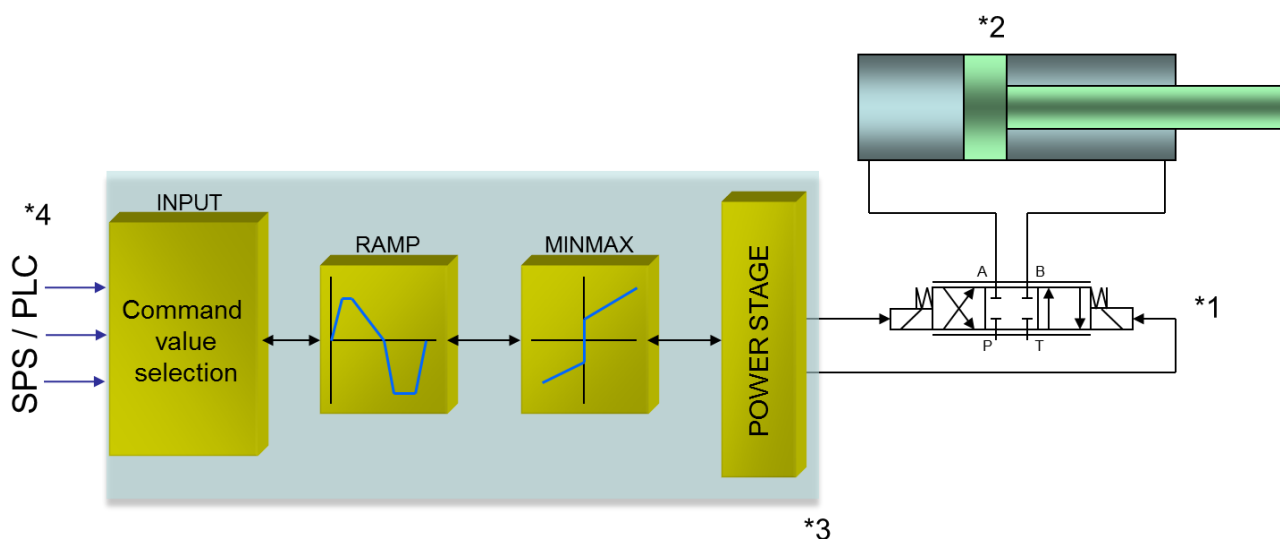 *2
INPUT
*4
RAMP
MINMAX
SPS / PLC
Command
value
selection
POWER STAGE
A
B
*1
P
T
*3